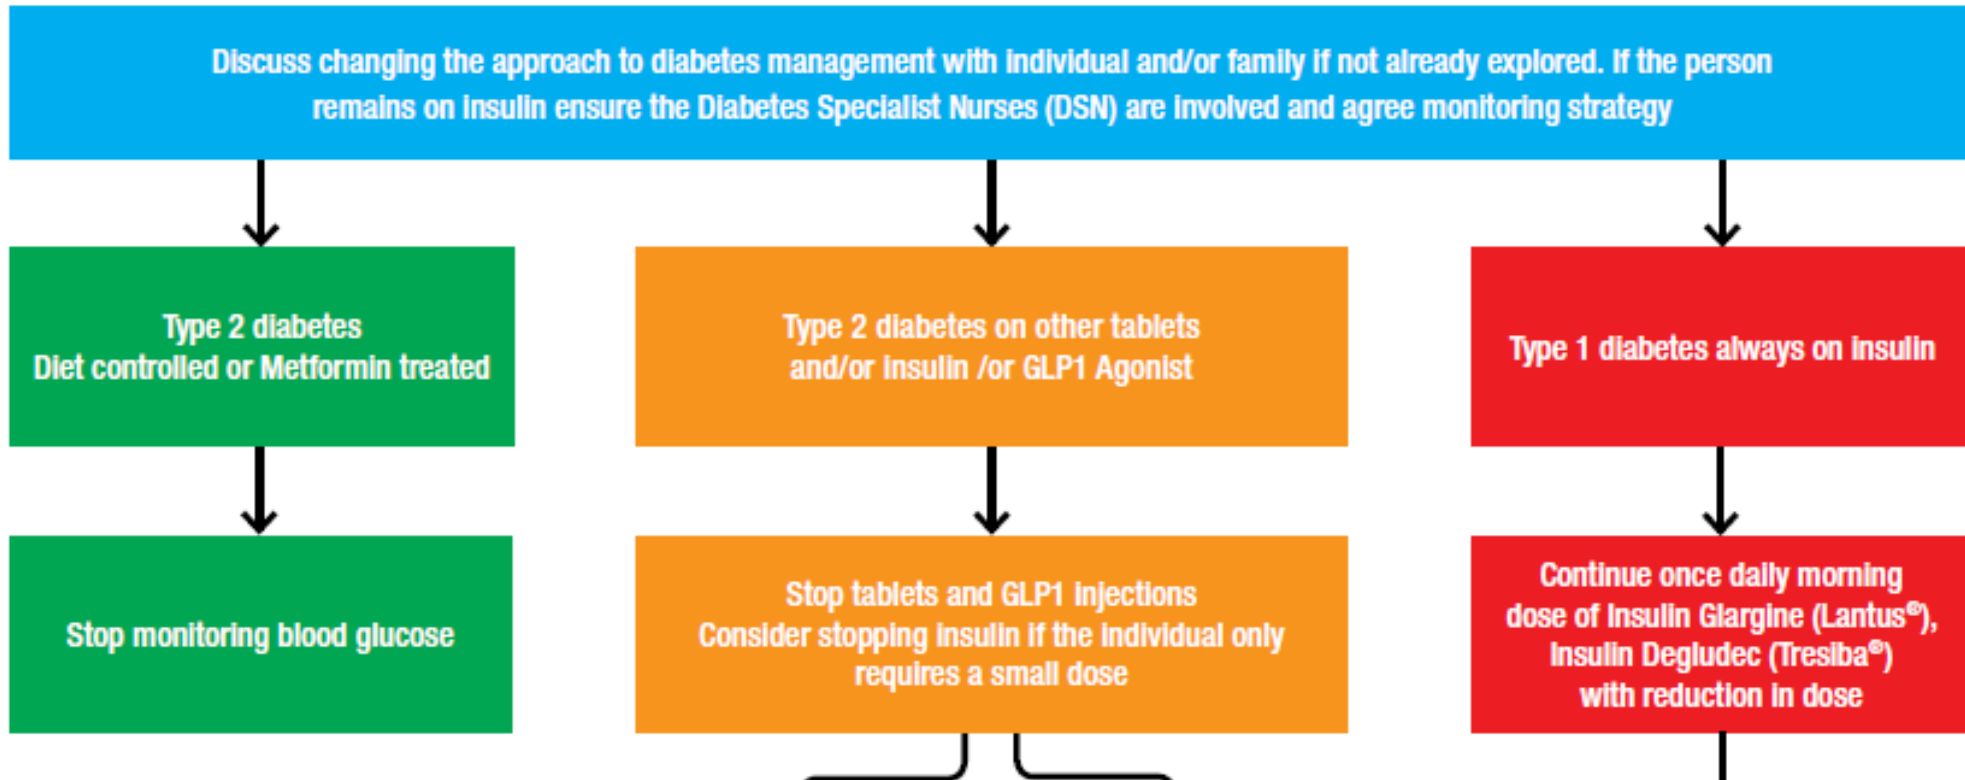 Discuss changing the approach to diabetes management with individual and/or family if not already explored. If the person
remains on insulin ensure the Diabetes Specialist Nurses (DSN) are involved and agree monitoring strategy
Type 2 diabetes
Diet controlled or Metformin treated
Type 2 diabetes on other tablets
and/or insulin /or GLP1 Agonist
Type 1 diabetes always on insulin
Stop monitoring blood glucose
Stop tablets and GLP1 injections
Consider stopping insulin if the individual only
requires a small dose
Continue once daily morning
dose of Insulin Glargine (Lantus®),
Insulin Degludec (Tresiba®)
with reduction in dose